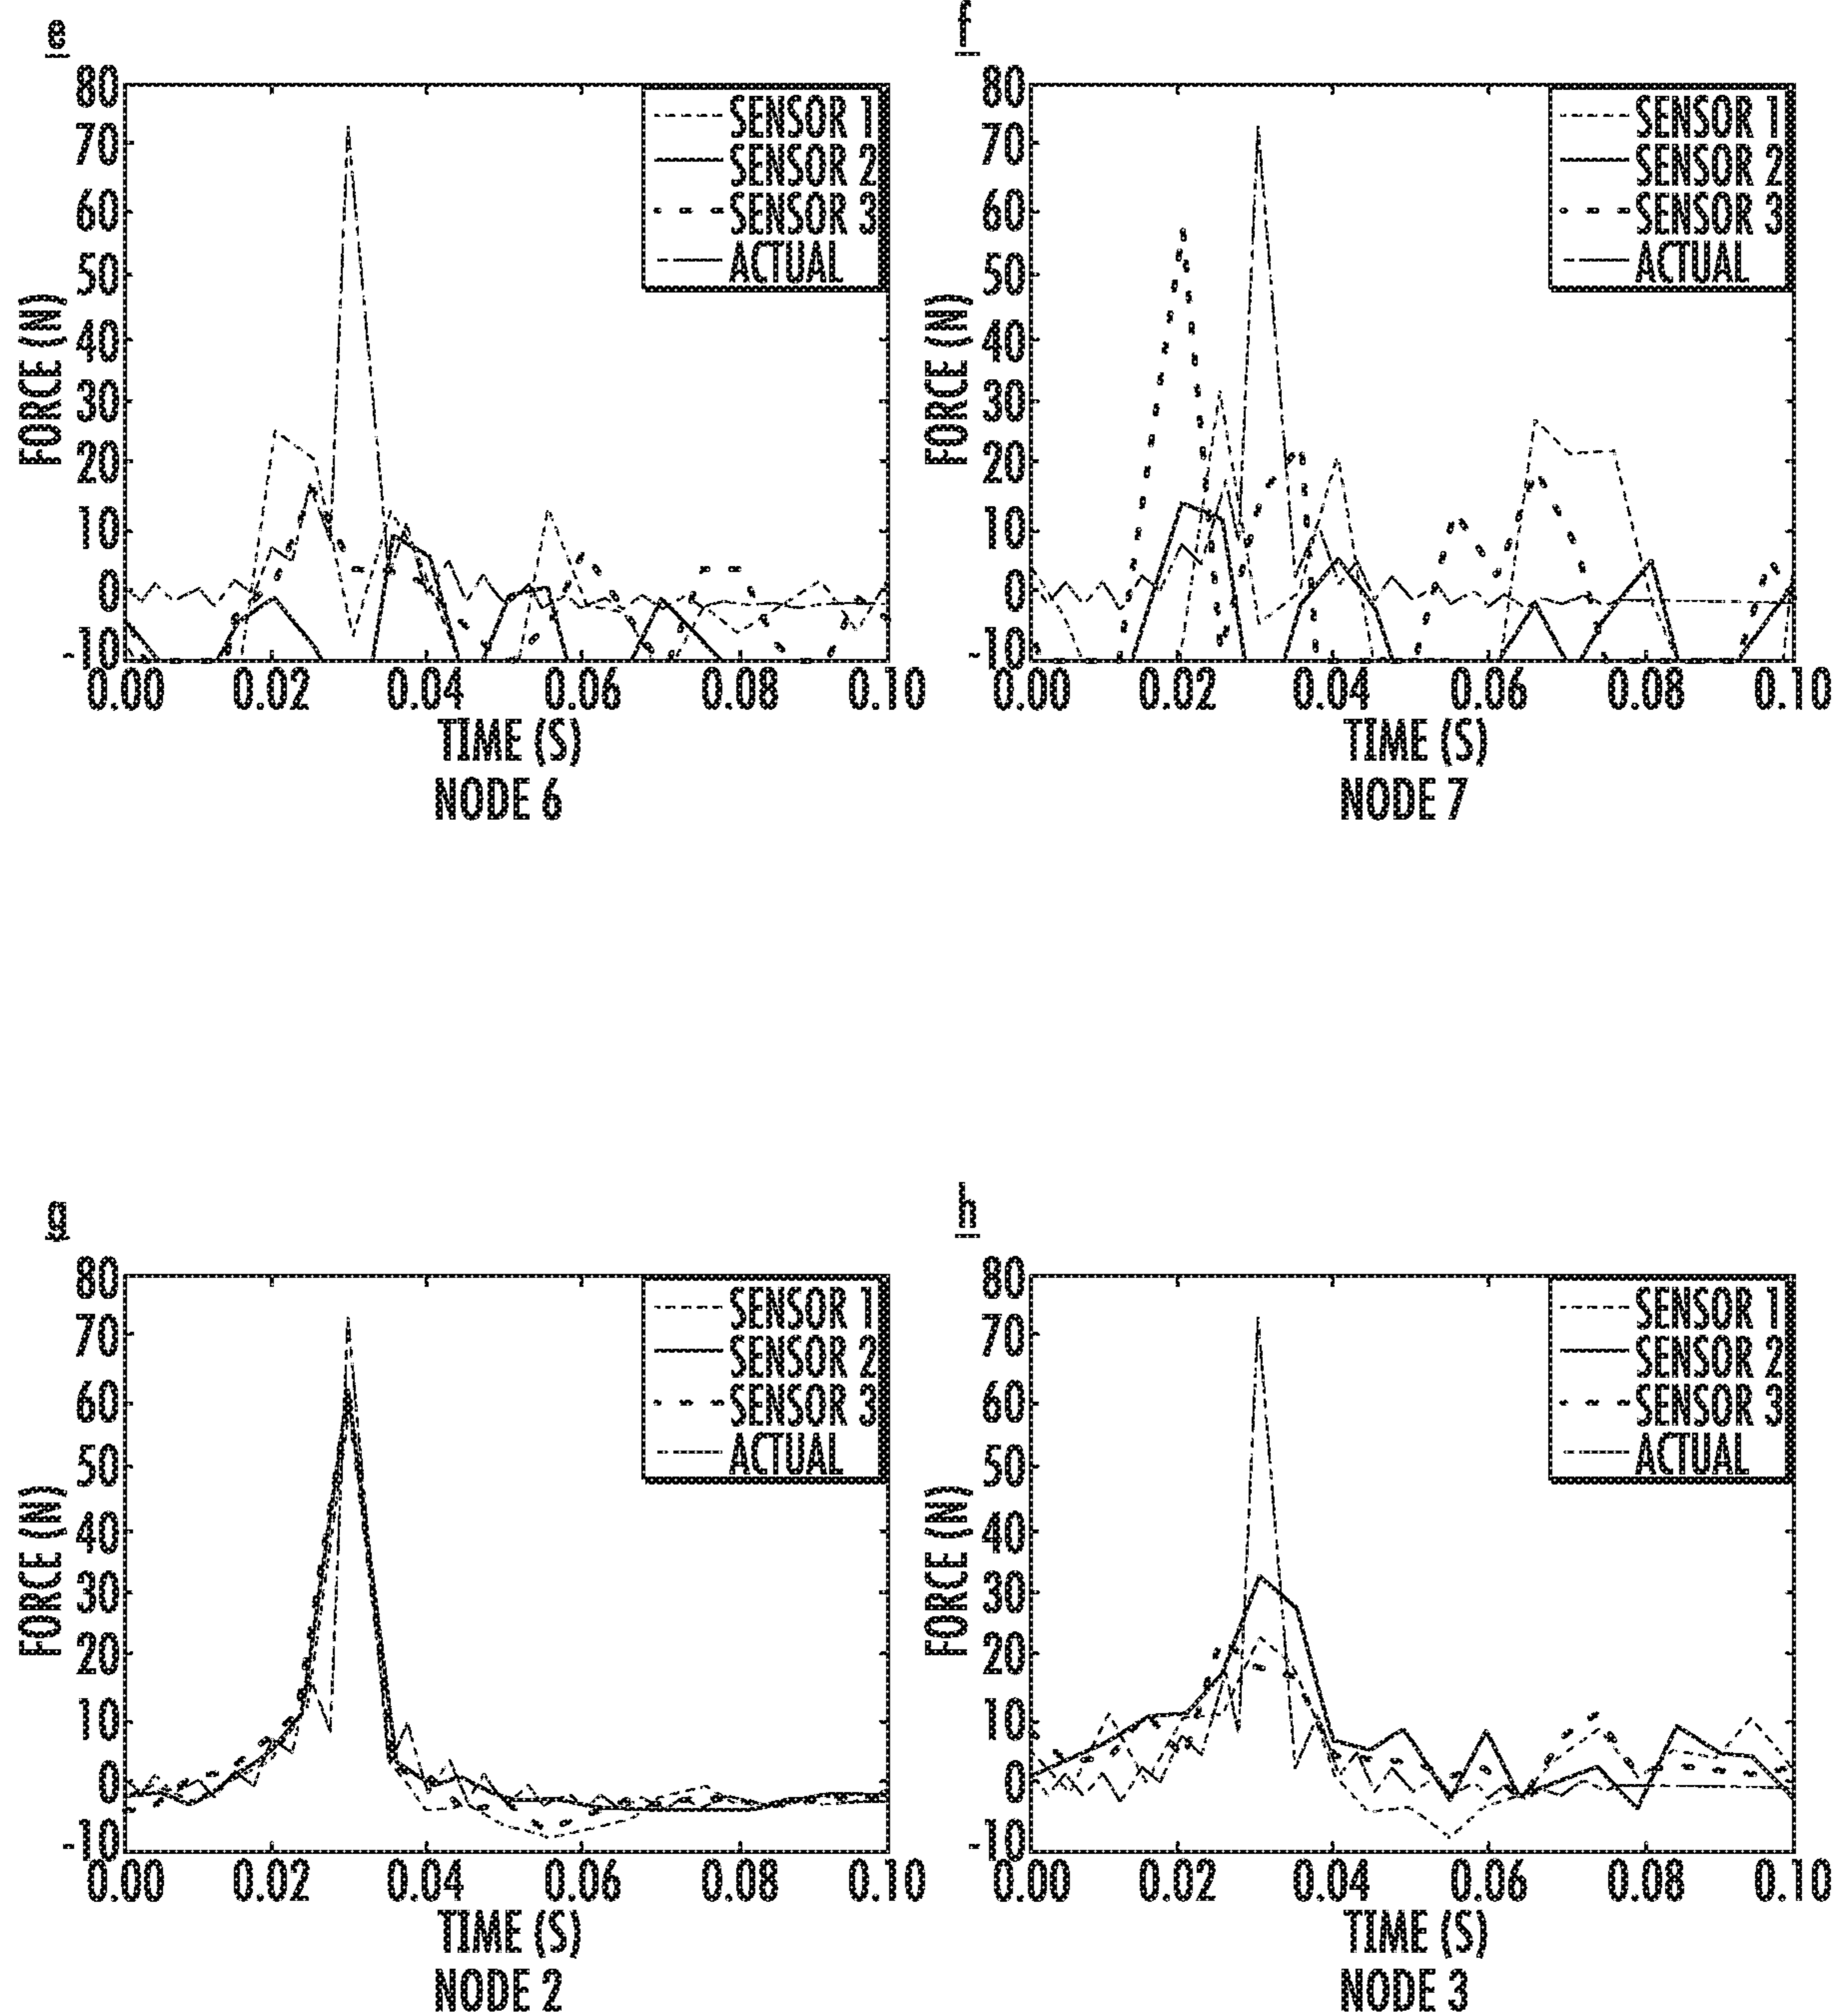 e
80
70
60
50
40
30
20
10
0
-10
FORCE (N)
SENSOR 1
SENSOR 2
SENSOR 3
ACTUAL
0.00 0.02 0.04 0.06 0.08 0.10
TIME (S)
NODE 6
f
80
70
60
50
40
30
20
10
0
-10
FORCE (N)
SENSOR 1
SENSOR 2
SENSOR 3
ACTUAL
0.00 0.02 0.04 0.06 0.08 0.10
TIME (S)
NODE 7
g
80
70
60
50
40
30
20
10
0
-10
FORCE (N)
SENSOR 1
SENSOR 2
SENSOR 3
ACTUAL
0.00 0.02 0.04 0.06 0.08 0.10
TIME (S)
NODE 2
h
80
70
60
50
40
30
20
10
0
-10
FORCE (N)
SENSOR 1
SENSOR 2
SENSOR 3
ACTUAL
0.00 0.02 0.04 0.06 0.08 0.10
TIME (S)
NODE 3